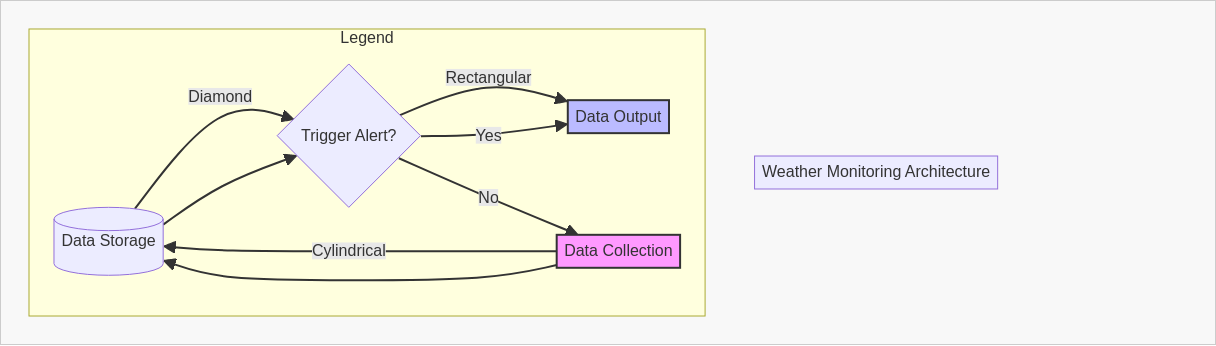 Legend
Rectangular
Diamond
Data Output
Trigger Alert?
Yes
Weather Monitoring Architecture
No
Data Storage
Cylindrical
Data Collection